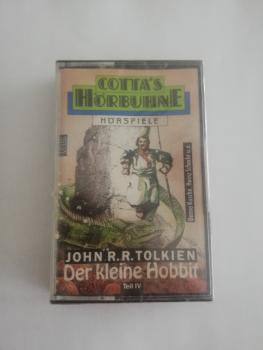 COTTA'S
HÖRBÜHNE
HÖRSPIELE
JOHN R.R. TOLKIEN
Der kleine Hobbit
Teil IV